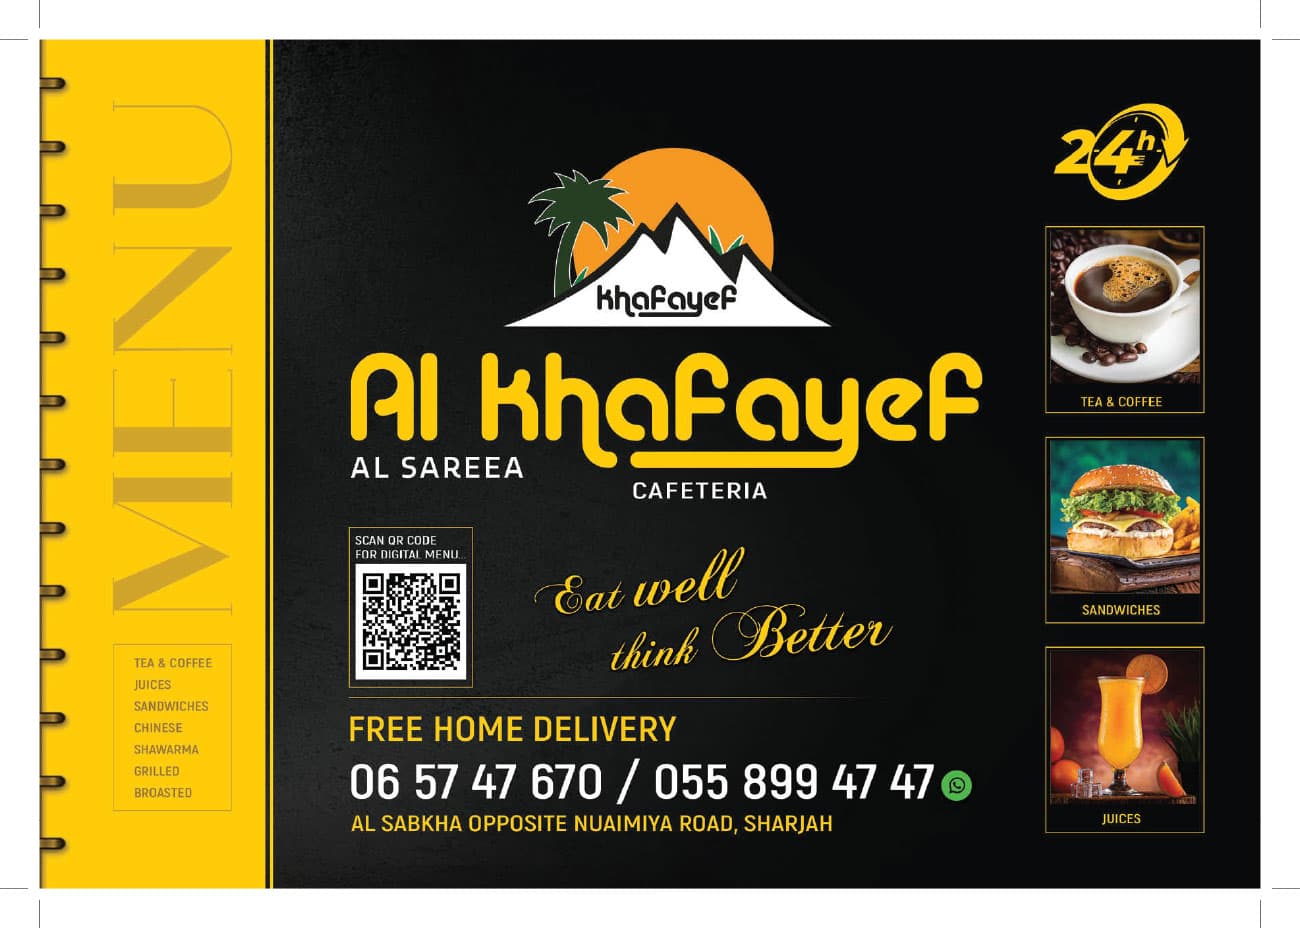 MENU
TEA & COFFEE
JUICES
SANDWICHES
CHINESE
SHAWARMA
GRILLED
BROASTED
khafayef
Al khafayef
AL SAREEA
CAFETERIA
SCAN QR CODE
FOR DIGITAL MENU...
Eat well
think Better
FREE HOME DELIVERY
06 57 47 670 / 055 899 47 47
AL SABKHA OPPOSITE NUAIMIYA ROAD, SHARJAH
24h
TEA & COFFEE
SANDWICHES
JUICES